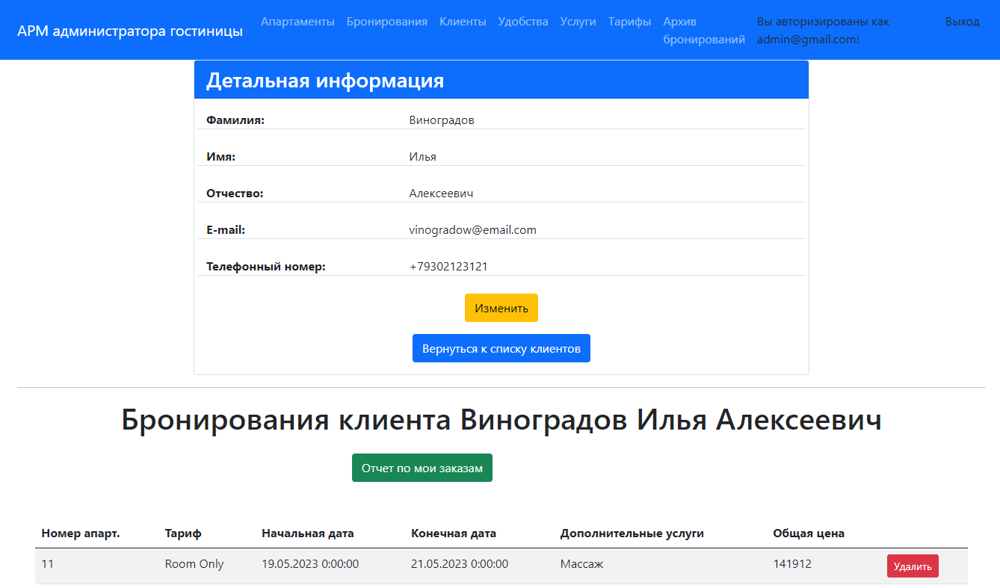 АРМ администратора гостиницы
Апартаменты Бронирования Клиенты Удобства Услуги Тарифы Архив бронирований
Вы авторизированы как admin@gmail.com!
Выход
Детальная информация
Фамилия: Виноградов
Имя: Илья
Отчество: Алексеевич
E-mail: vinogradow@email.com
Телефонный номер: +79302123121
Изменить
Вернуться к списку клиентов
Бронирования клиента Виноградов Илья Алексеевич
Отчет по мои заказам
Номер апарт. Тариф Начальная дата Конечная дата Дополнительные услуги Общая цена
11 Room Only 19.05.2023 0:00:00 21.05.2023 0:00:00 Массаж 141912 Удалить